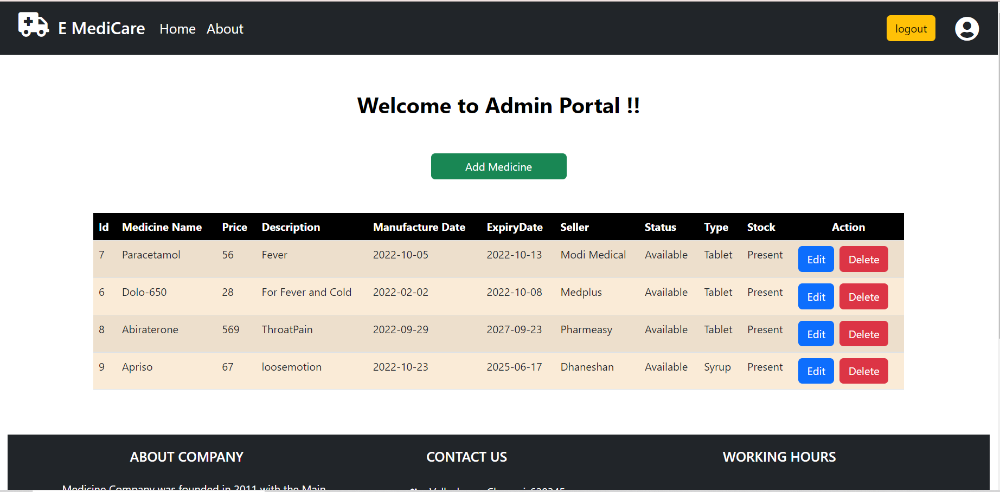 E MediCare Home About logout
Welcome to Admin Portal !!
Add Medicine
Id Medicine Name Price Description Manufacture Date ExpiryDate Seller Status Type Stock Action
7 Paracetamol 56 Fever 2022-10-05 2022-10-13 Modi Medical Available Tablet Present Edit Delete
6 Dolo-650 28 For Fever and Cold 2022-02-02 2022-10-08 Medplus Available Tablet Present Edit Delete
8 Abiraterone 569 ThroatPain 2022-09-29 2027-09-23 Pharmeasy Available Tablet Present Edit Delete
9 Apriso 67 loosemotion 2022-10-23 2025-06-17 Dhaneshan Available Syrup Present Edit Delete
ABOUT COMPANY CONTACT US WORKING HOURS
Medicine Company was founded in 2011 with the Main